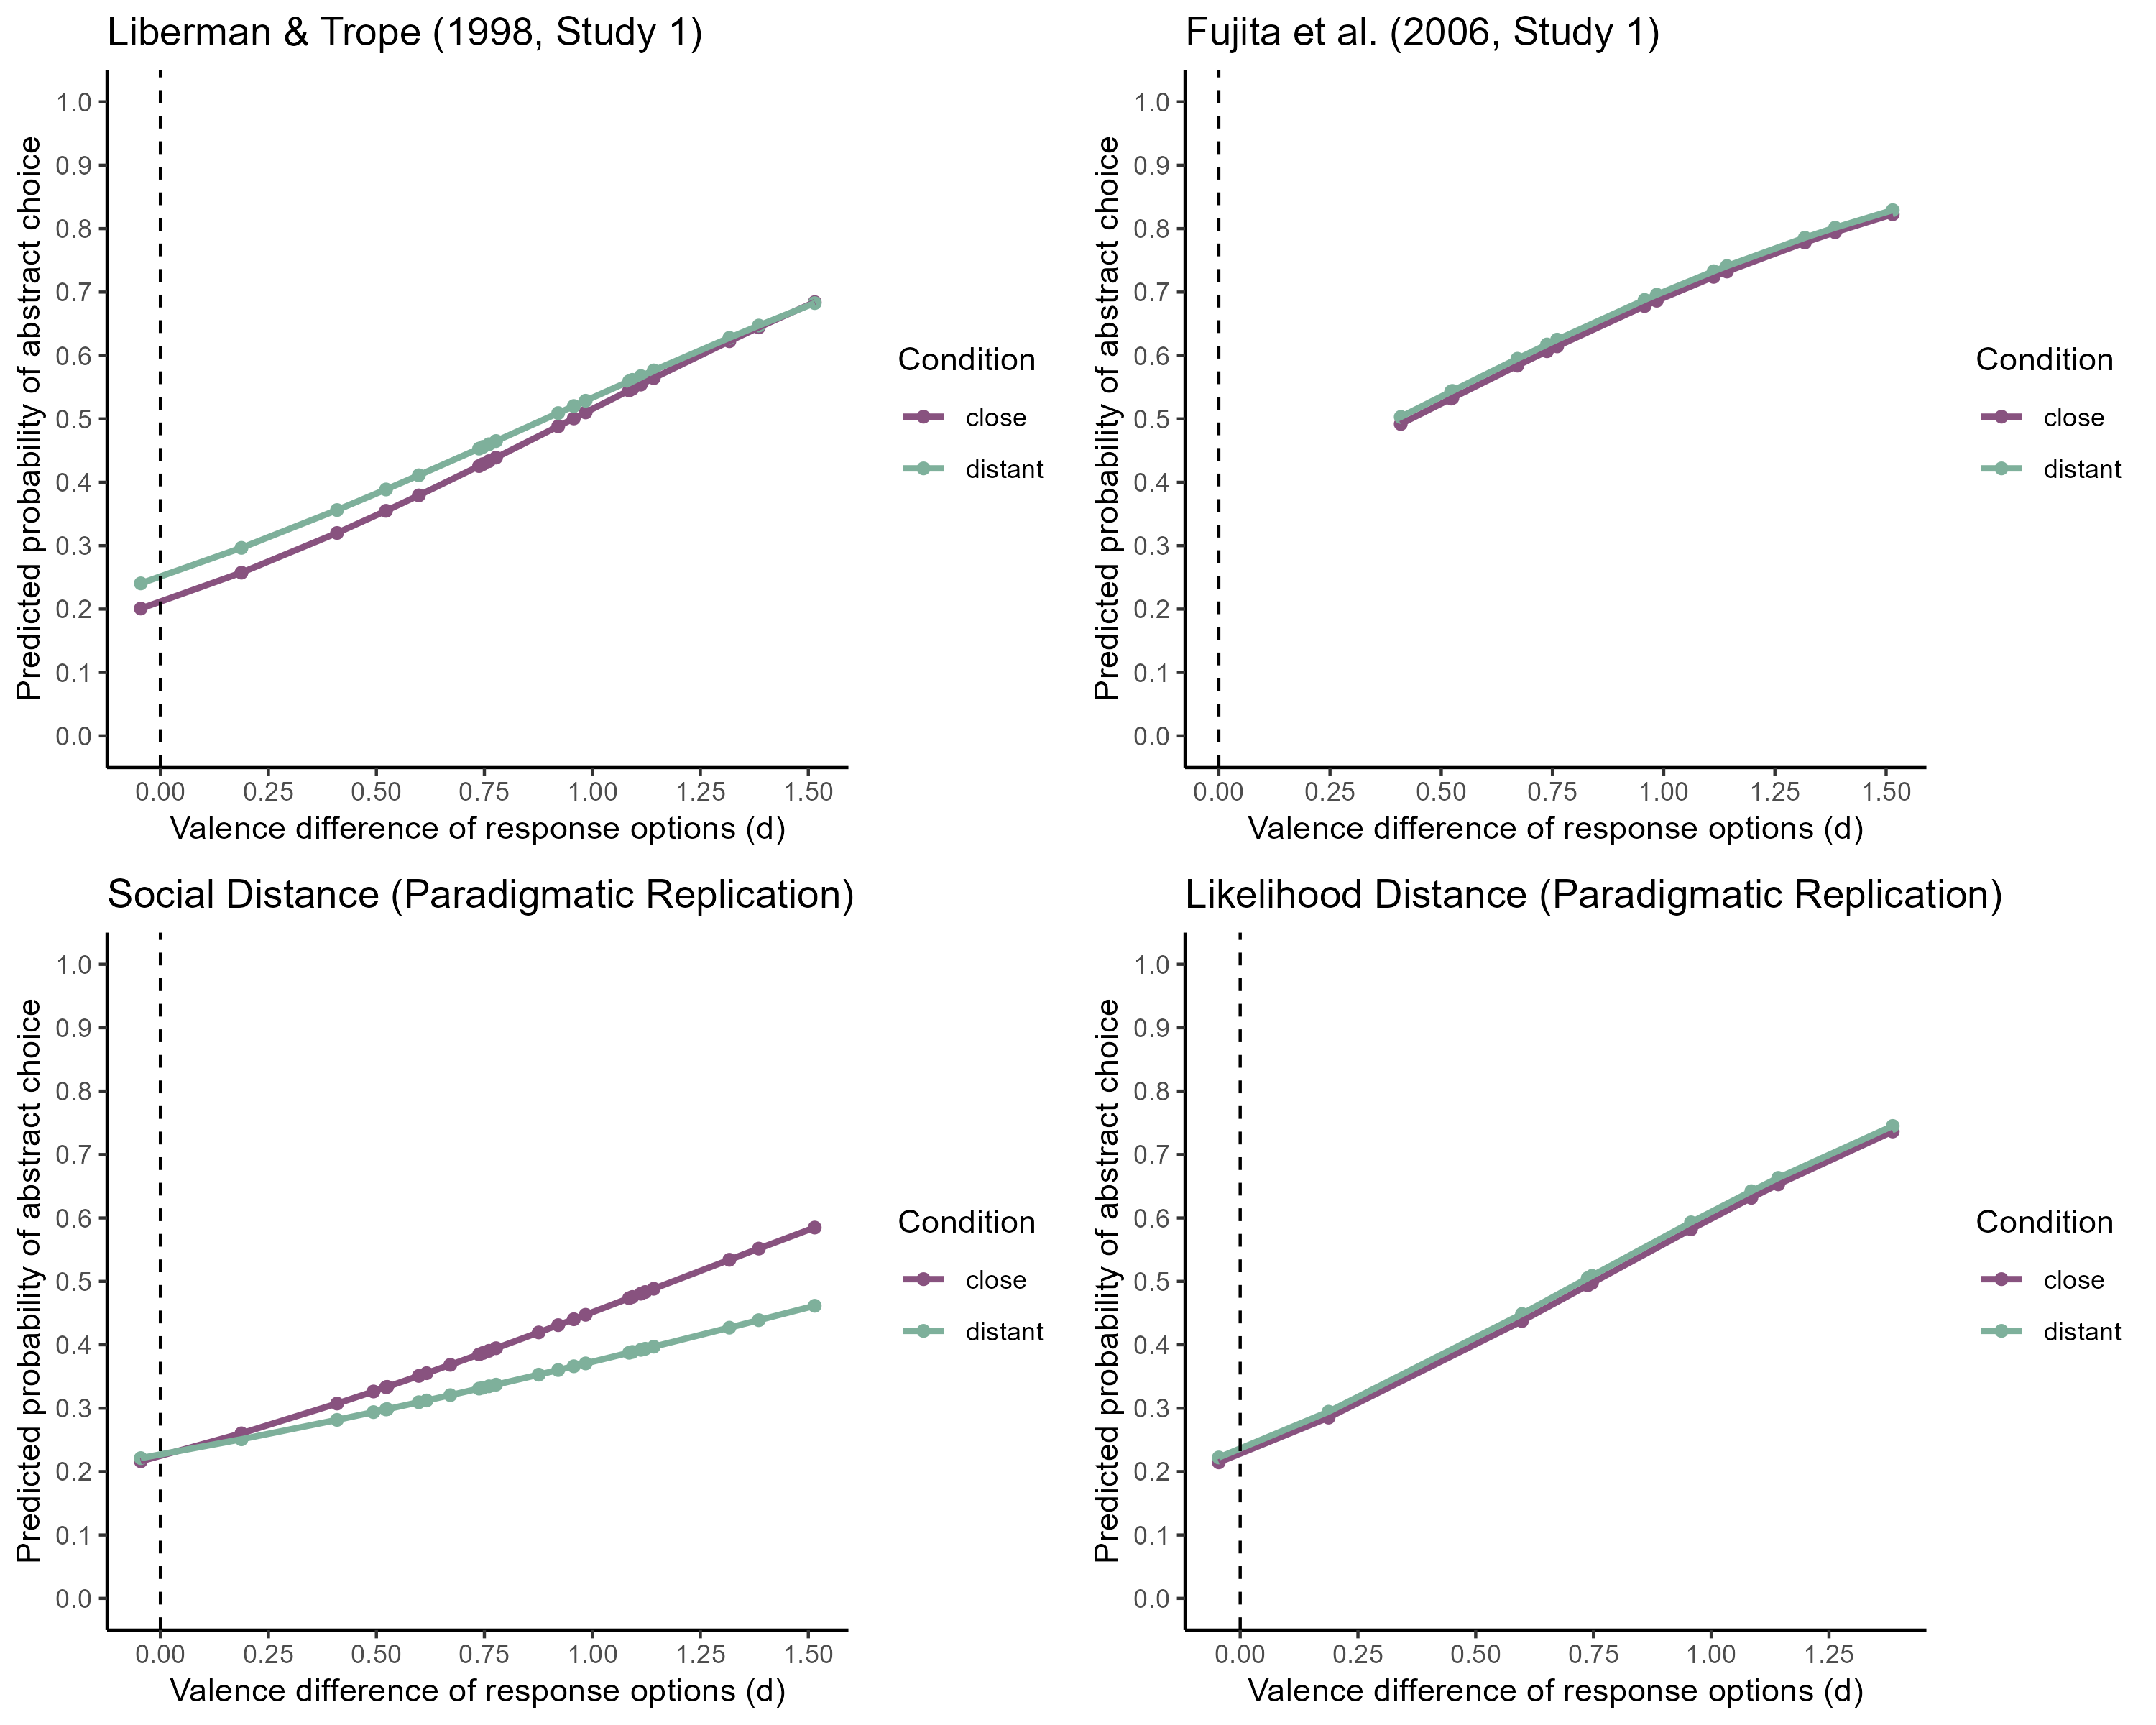 Liberman & Trope (1998, Study 1)
Predicted probability of abstract choice
1.0
0.9
0.8
0.7
0.6
0.5
0.4
0.3
0.2
0.1
0.0
0.00 0.25 0.50 0.75 1.00 1.25 1.50
Valence difference of response options (d)
Condition
close
distant
Fujita et al. (2006, Study 1)
Predicted probability of abstract choice
1.0
0.9
0.8
0.7
0.6
0.5
0.4
0.3
0.2
0.1
0.0
0.00 0.25 0.50 0.75 1.00 1.25 1.50
Valence difference of response options (d)
Condition
close
distant
Social Distance (Paradigmatic Replication)
Predicted probability of abstract choice
1.0
0.9
0.8
0.7
0.6
0.5
0.4
0.3
0.2
0.1
0.0
0.00 0.25 0.50 0.75 1.00 1.25 1.50
Valence difference of response options (d)
Condition
close
distant
Likelihood Distance (Paradigmatic Replication)
Predicted probability of abstract choice
1.0
0.9
0.8
0.7
0.6
0.5
0.4
0.3
0.2
0.1
0.0
0.00 0.25 0.50 0.75 1.00 1.25
Valence difference of response options (d)
Condition
close
distant